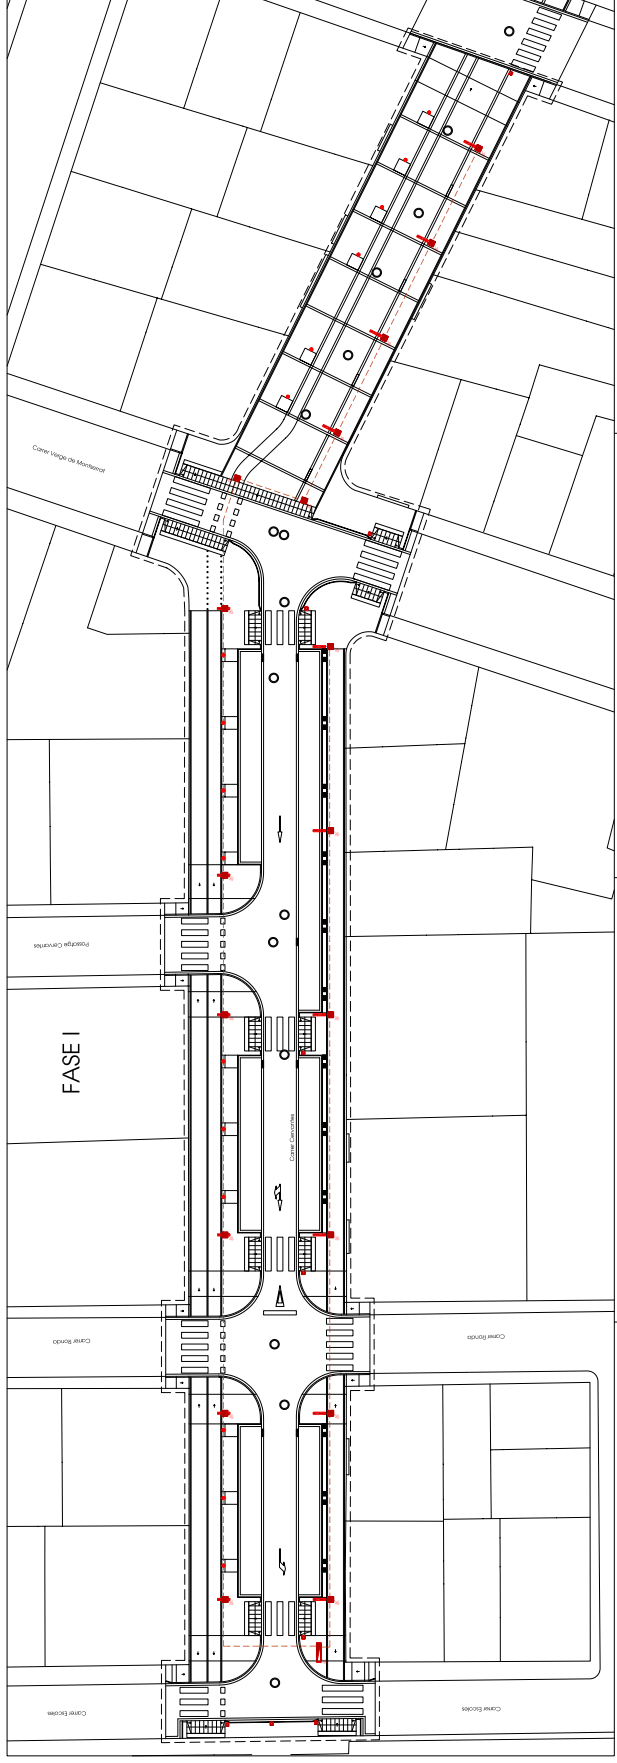 Carrer Verge de Montserrat
Passatge Cervantes
FASE I
Carrer Cervantes
Carrer Ronda
Carrer Ronda
Carrer Escoles
Carrer Escoles